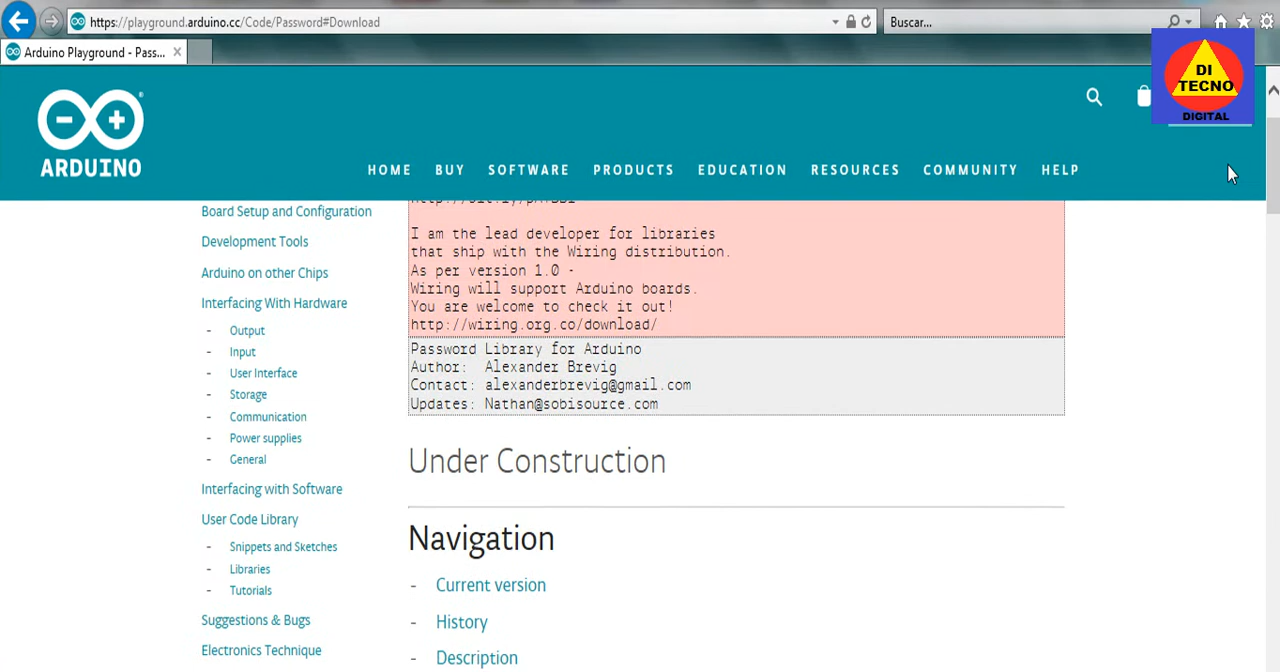 https://playground.arduino.cc/Code/Password#Download
Buscar...
Arduino Playground - Pass...
DI
TECNO
DIGITAL
ARDUINO
HOME BUY SOFTWARE PRODUCTS EDUCATION RESOURCES COMMUNITY HELP
Board Setup and Configuration
Development Tools
Arduino on other Chips
Interfacing With Hardware
- Output
- Input
- User Interface
- Storage
- Communication
- Power supplies
- General
Interfacing with Software
User Code Library
- Snippets and Sketches
- Libraries
- Tutorials
Suggestions & Bugs
Electronics Technique
I am the lead developer for libraries
that ship with the Wiring distribution.
As per version 1.0 -
Wiring will support Arduino boards.
You are welcome to check it out!
http://wiring.org.co/download/
Password Library for Arduino
Author: Alexander Brevig
Contact: alexanderbrevig@gmail.com
Updates: Nathan@sobisource.com
Under Construction
Navigation
- Current version
- History
- Description